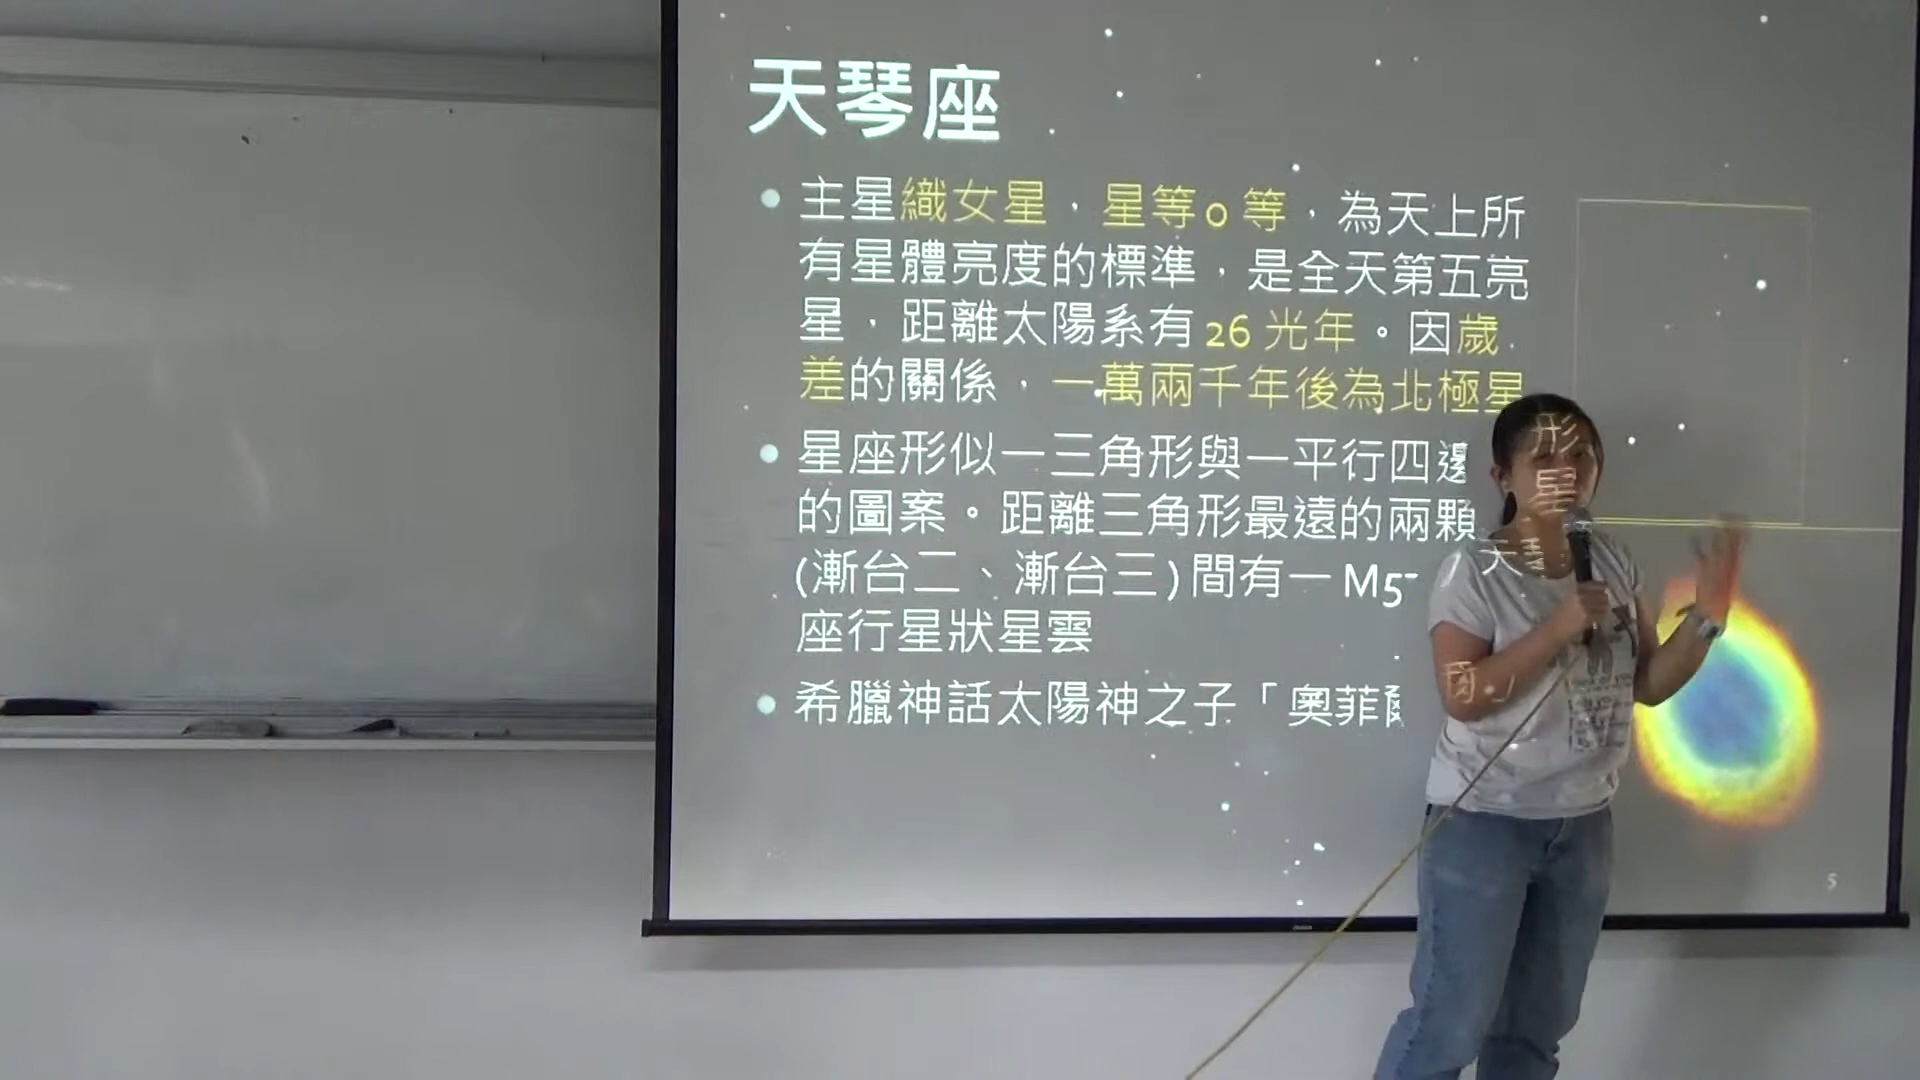 天琴座
主星織女星，星等0等，為天上所
有星體亮度的標準，是全天第五亮
星，距離太陽系有26光年。因歲
差的關係，一萬兩千年後為北極星
星座形似一三角形與一平行四邊形
的圖案。距離三角形最遠的兩顆星
(漸台二、漸台三)間有一M5 天琴
座行星狀星雲
希臘神話太陽神之子「奧菲爾」
5